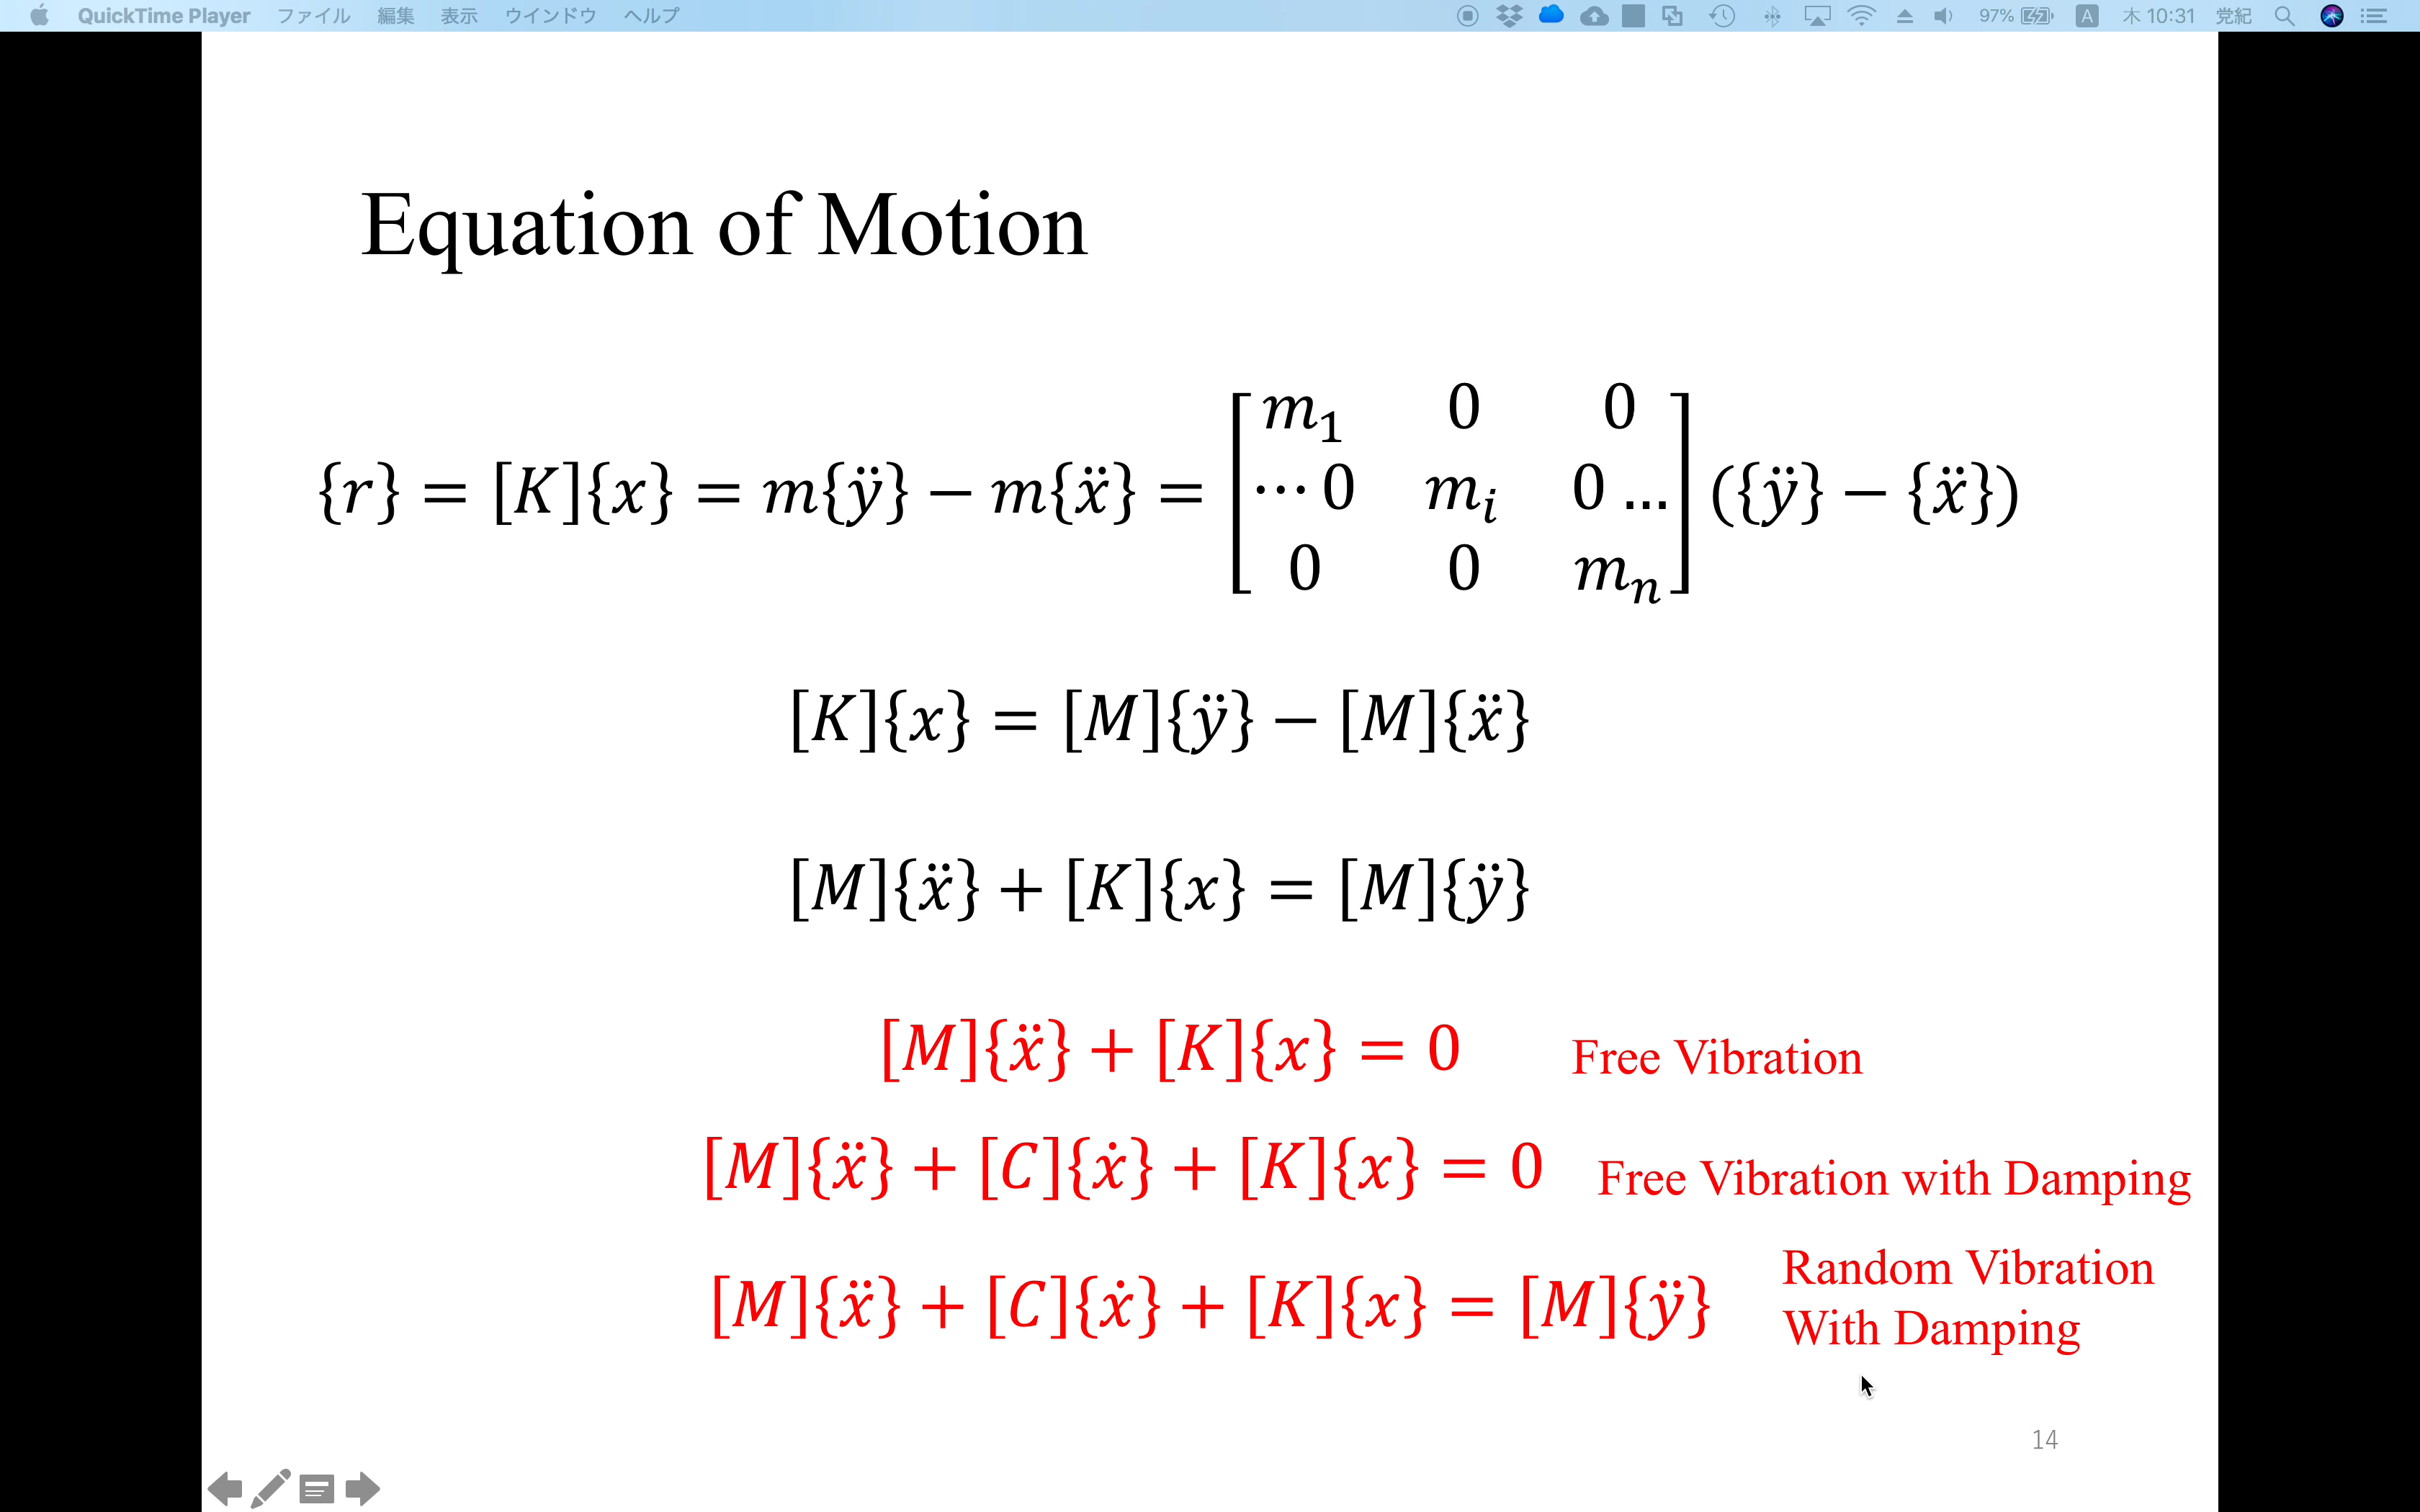 QuickTime Player ファイル 編集 表示 ウインドウ ヘルプ 97% A 木 10:31 党紀
Equation of Motion
{r} = [K]{x} = m{ÿ} − m{ẍ} = [m₁ 0 0; ⋯ 0 mᵢ 0 …; 0 0 mₙ] ({ÿ} − {ẍ})
[K]{x} = [M]{ÿ} − [M]{ẍ}
[M]{ẍ} + [K]{x} = [M]{ÿ}
[M]{ẍ} + [K]{x} = 0 Free Vibration
[M]{ẍ} + [C]{ẋ} + [K]{x} = 0 Free Vibration with Damping
[M]{ẍ} + [C]{ẋ} + [K]{x} = [M]{ÿ} Random Vibration
With Damping
14